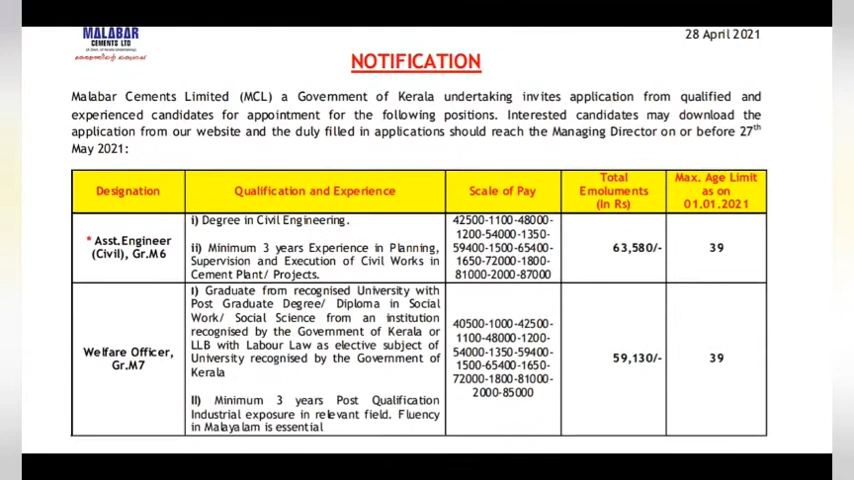 MALABAR
CEMENTS LTD
28 April 2021
NOTIFICATION
Malabar Cements Limited (MCL) a Government of Kerala undertaking invites application from qualified and
experienced candidates for appointment for the following positions. Interested candidates may download the
application from our website and the duly filled in applications should reach the Managing Director on or before 27th
May 2021:
Designation
Qualification and Experience
Scale of Pay
Total
Emoluments
(In Rs)
Max. Age Limit
as on
01.01.2021
* Asst.Engineer
(Civil), Gr.M6
i) Degree in Civil Engineering.
ii) Minimum 3 years Experience in Planning,
Supervision and Execution of Civil Works in
Cement Plant/ Projects.
42500-1100-48000-
1200-54000-1350-
59400-1500-65400-
1650-72000-1800-
81000-2000-87000
63,580/-
39
Welfare Officer,
Gr.M7
I) Graduate from recognised University with
Post Graduate Degree/ Diploma in Social
Work/ Social Science from an institution
recognised by the Government of Kerala or
LLB with Labour Law as elective subject of
University recognised by the Government of
Kerala
II) Minimum 3 years Post Qualification
Industrial exposure in relevant field. Fluency
in Malayalam is essential
40500-1000-42500-
1100-48000-1200-
54000-1350-59400-
1500-65400-1650-
72000-1800-81000-
2000-85000
59,130/-
39